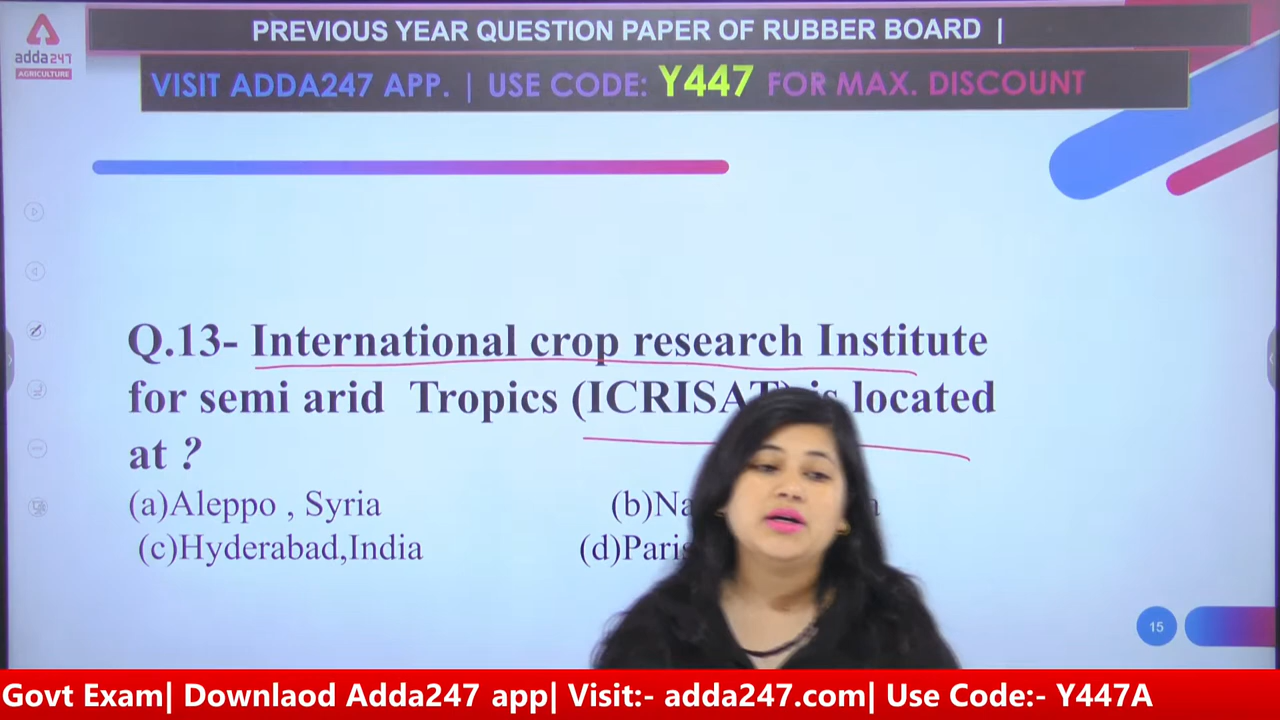 PREVIOUS YEAR QUESTION PAPER OF RUBBER BOARD |
adda247
AGRICULTURE
VISIT ADDA247 APP. | USE CODE: Y447 FOR MAX. DISCOUNT
Q.13- International crop research Institute
for semi arid Tropics (ICRISAT) is located
at ?
(a)Aleppo , Syria
(c)Hyderabad,India (d)Paris
15
Govt Exam| Downlaod Adda247 app| Visit:- adda247.com| Use Code:- Y447A